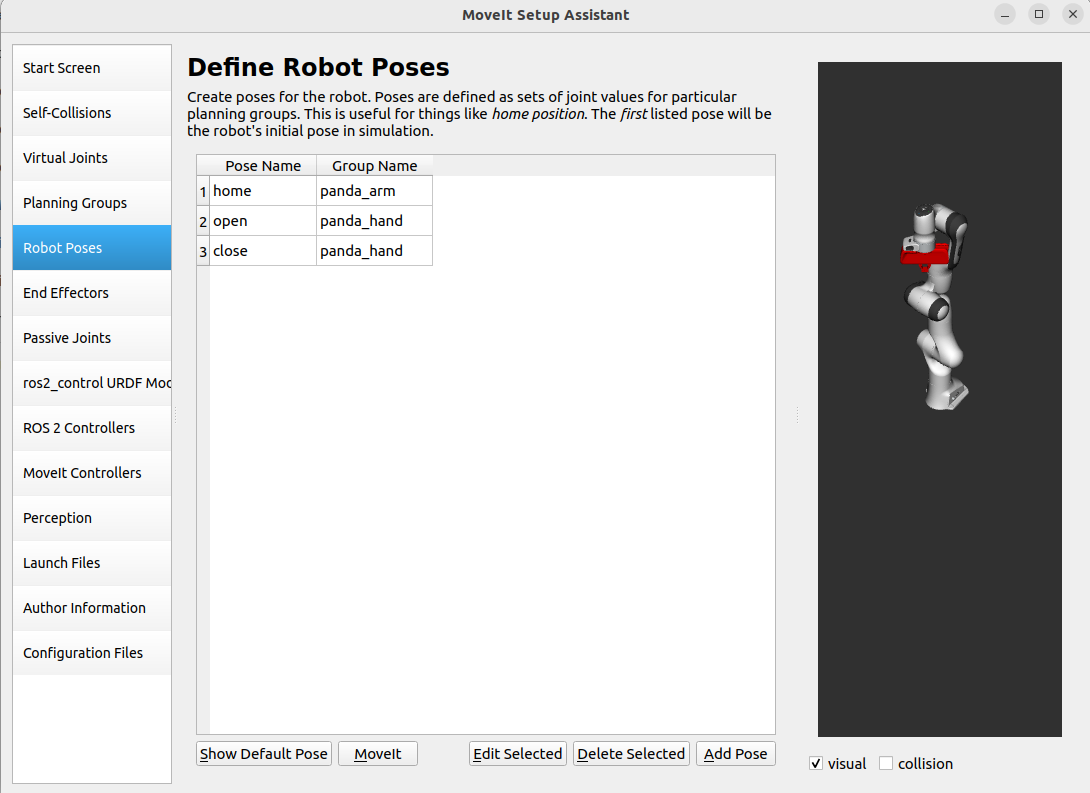 MoveIt Setup Assistant
Start Screen
Self-Collisions
Virtual Joints
Planning Groups
Robot Poses
End Effectors
Passive Joints
ros2_control URDF Moc
ROS 2 Controllers
MoveIt Controllers
Perception
Launch Files
Author Information
Configuration Files
Define Robot Poses
Create poses for the robot. Poses are defined as sets of joint values for particular
planning groups. This is useful for things like home position. The first listed pose will be
the robot's initial pose in simulation.
Pose Name Group Name
1 home panda_arm
2 open panda_hand
3 close panda_hand
Show Default Pose MoveIt Edit Selected Delete Selected Add Pose
visual collision